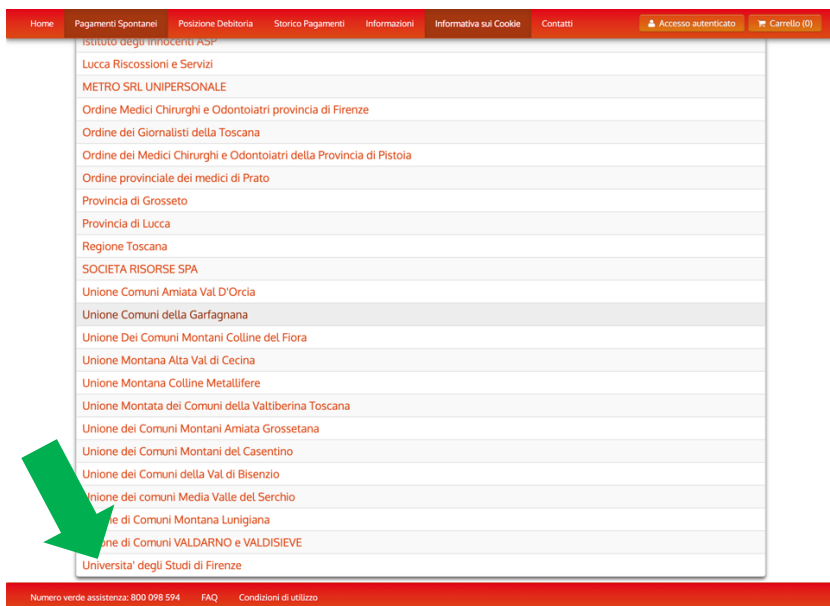 Home Pagamenti Spontanei Posizione Debitoria Storico Pagamenti Informazioni Informativa sui Cookie Contatti Accesso autenticato Carrello (0)
Istituto degli Innocenti ASP
Lucca Riscossioni e Servizi
METRO SRL UNIPERSONALE
Ordine Medici Chirurghi e Odontoiatri provincia di Firenze
Ordine dei Giornalisti della Toscana
Ordine dei Medici Chirurghi e Odontoiatri della Provincia di Pistoia
Ordine provinciale dei medici di Prato
Provincia di Grosseto
Provincia di Lucca
Regione Toscana
SOCIETA RISORSE SPA
Unione Comuni Amiata Val D'Orcia
Unione Comuni della Garfagnana
Unione Dei Comuni Montani Colline del Fiora
Unione Montana Alta Val di Cecina
Unione Montana Colline Metallifere
Unione Montata dei Comuni della Valtiberina Toscana
Unione dei Comuni Montani Amiata Grossetana
Unione dei Comuni Montani del Casentino
Unione dei Comuni della Val di Bisenzio
Unione dei comuni Media Valle del Serchio
di Comuni Montana Lunigiana
di Comuni VALDARNO e VALDISIEVE
Universita' degli Studi di Firenze
Numero verde assistenza: 800 098 594 FAQ Condizioni di utilizzo